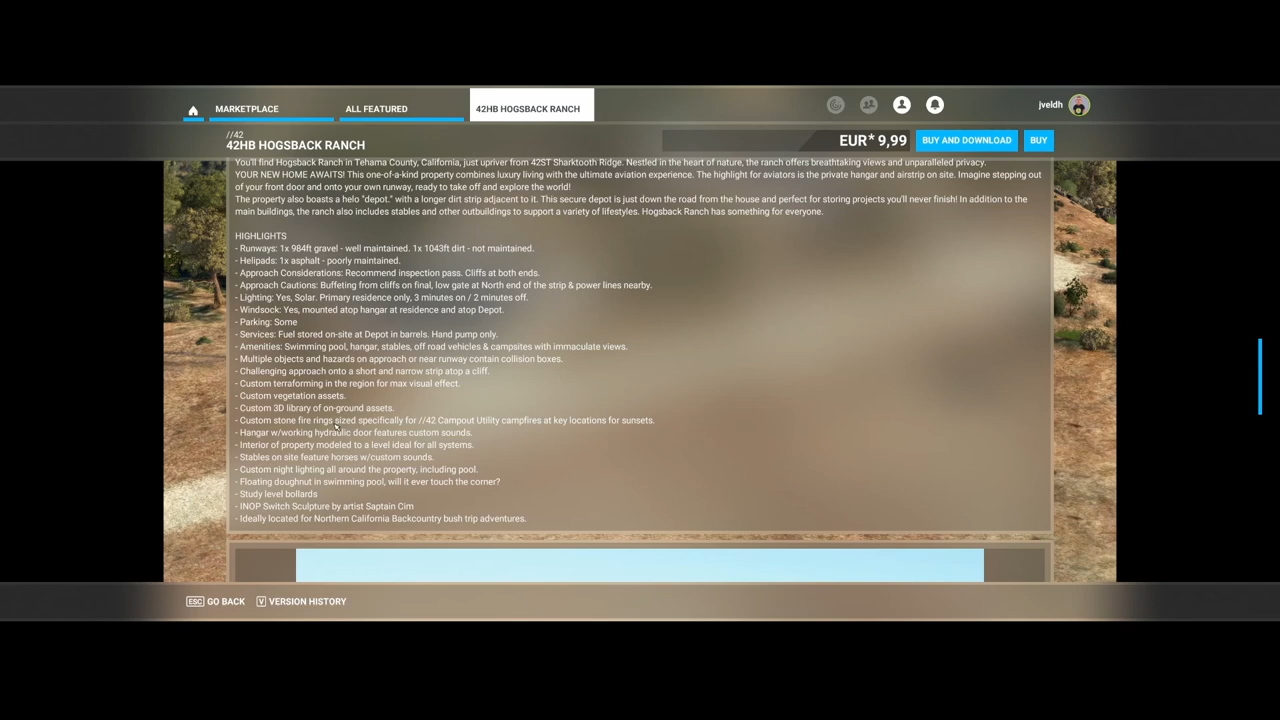 MARKETPLACE
ALL FEATURED
42HB HOGSBACK RANCH
jveldh
//42
42HB HOGSBACK RANCH
EUR* 9,99
BUY AND DOWNLOAD
BUY
You'll find Hogsback Ranch in Tehama County, California, just upriver from 42ST Sharktooth Ridge. Nestled in the heart of nature, the ranch offers breathtaking views and unparalleled privacy.
YOUR NEW HOME AWAITS! This one-of-a-kind property combines luxury living with the ultimate aviation experience. The highlight for aviators is the private hangar and airstrip on site. Imagine stepping out
of your front door and onto your own runway, ready to take off and explore the world!
The property also boasts a helo "depot." with a longer dirt strip adjacent to it. This secure depot is just down the road from the house and perfect for storing projects you'll never finish! In addition to the
main buildings, the ranch also includes stables and other outbuildings to support a variety of lifestyles. Hogsback Ranch has something for everyone.
HIGHLIGHTS
- Runways: 1x 984ft gravel - well maintained. 1x 1043ft dirt - not maintained.
- Helipads: 1x asphalt - poorly maintained.
- Approach Considerations: Recommend inspection pass. Cliffs at both ends.
- Approach Cautions: Buffeting from cliffs on final, low gate at North end of the strip & power lines nearby.
- Lighting: Yes, Solar. Primary residence only, 3 minutes on / 2 minutes off.
- Windsock: Yes, mounted atop hangar at residence and atop Depot.
- Parking: Some
- Services: Fuel stored on-site at Depot in barrels. Hand pump only.
- Amenities: Swimming pool, hangar, stables, off road vehicles & campsites with immaculate views.
- Multiple objects and hazards on approach or near runway contain collision boxes.
- Challenging approach onto a short and narrow strip atop a cliff.
- Custom terraforming in the region for max visual effect.
- Custom vegetation assets.
- Custom 3D library of on-ground assets.
- Custom stone fire rings sized specifically for //42 Campout Utility campfires at key locations for sunsets.
- Hangar w/working hydraulic door features custom sounds.
- Interior of property modeled to a level ideal for all systems.
- Stables on site feature horses w/custom sounds.
- Custom night lighting all around the property, including pool.
- Floating doughnut in swimming pool, will it ever touch the corner?
- Study level bollards
- INOP Switch Sculpture by artist Saptain Cim
- Ideally located for Northern California Backcountry bush trip adventures.
ESC GO BACK
V VERSION HISTORY